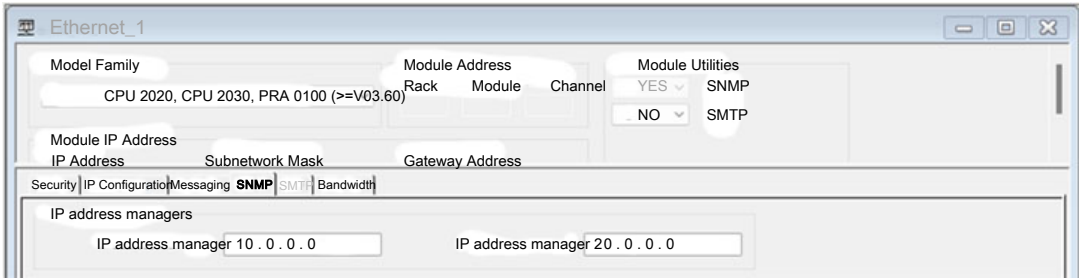 Ethernet_1
Model Family
Module Address
Module Utilities
CPU 2020, CPU 2030, PRA 0100 (>=V03.60)
Rack Module Channel
YES SNMP
NO SMTP
Module IP Address
IP Address Subnetwork Mask Gateway Address
Security IP Configuration Messaging SNMP SMTP Bandwidth
IP address managers
IP address manager 1 0 . 0 . 0 . 0 IP address manager 2 0 . 0 . 0 . 0